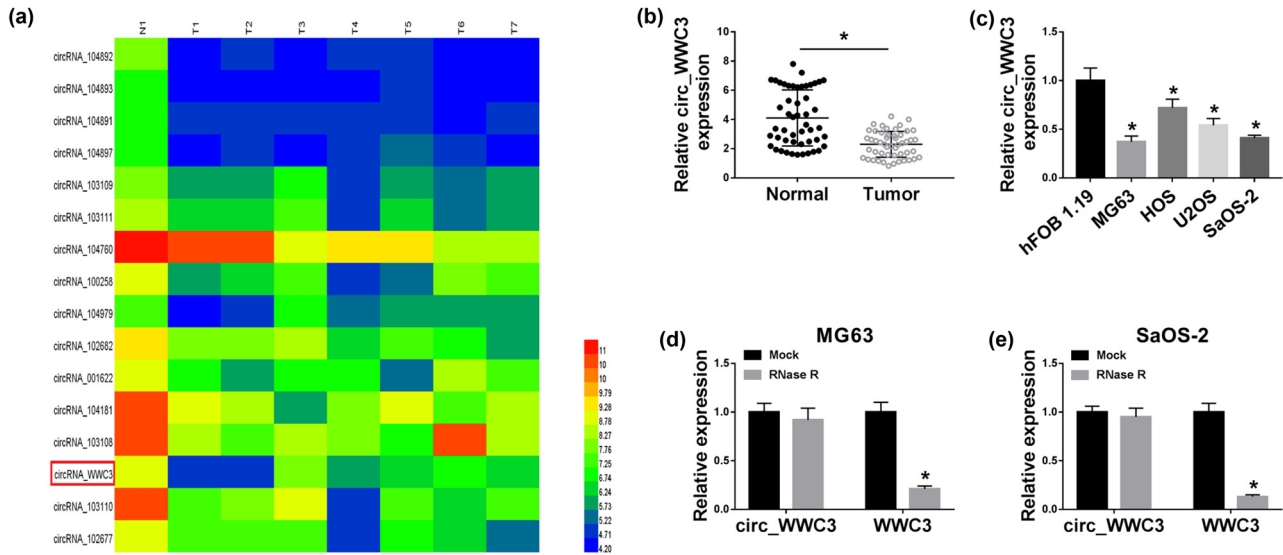 (a)
N1 T1 T2 T3 T4 T5 T6 T7
circRNA_104892
circRNA_104893
circRNA_104891
circRNA_104897
circRNA_103109
circRNA_103111
circRNA_104760
circRNA_100258
circRNA_104979
circRNA_102682
circRNA_001622
circRNA_104181
circRNA_103108
circRNA_WWC3
circRNA_103110
circRNA_102677
11
10
10
9.79
9.28
8.78
8.27
7.76
7.25
6.74
6.24
5.73
5.22
4.71
4.20
(b)
Relative circ_WWC3
expression
10
8
6
4
2
0
*
Normal Tumor
(c)
Relative circ_WWC3
expression
1.5
1.0
0.5
0.0
* * * *
hFOB 1.19 MG63 HOS U2OS SaOS-2
(d)
MG63
Mock
RNase R
Relative expression
1.5
1.0
0.5
0.0
*
circ_WWC3 WWC3
(e)
SaOS-2
Mock
RNase R
Relative expression
1.5
1.0
0.5
0.0
*
circ_WWC3 WWC3